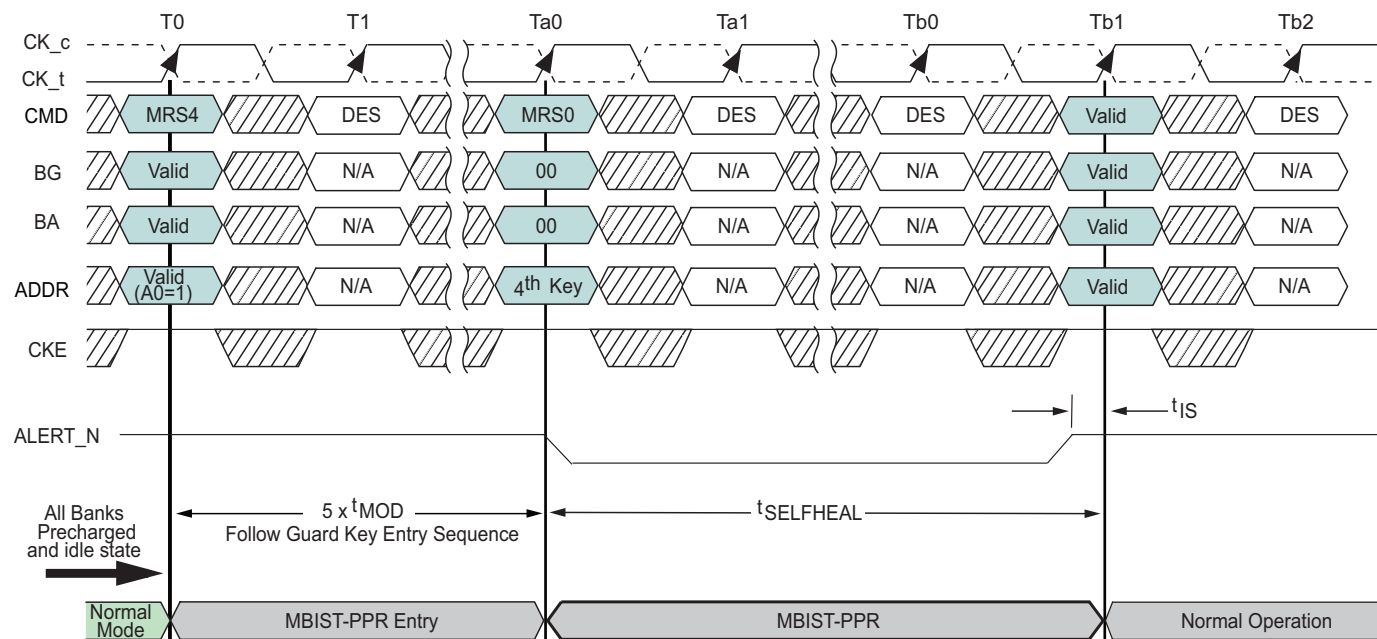 T0 T1 Ta0 Ta1 Tb0 Tb1 Tb2
CK_c
CK_t
CMD MRS4 DES MRS0 DES DES Valid DES
BG Valid N/A 00 N/A N/A Valid N/A
BA Valid N/A 00 N/A N/A Valid N/A
ADDR Valid (A0=1) N/A 4th Key N/A N/A Valid N/A
CKE
tIS
ALERT_N
All Banks
Precharged
and idle state
5 x tMOD
Follow Guard Key Entry Sequence
tSELFHEAL
Normal
Mode
MBIST-PPR Entry
MBIST-PPR
Normal Operation